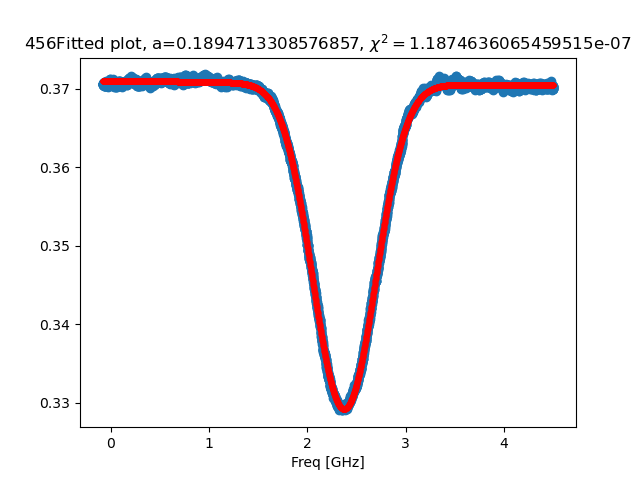 456Fitted plot, a=0.1894713308576857, χ² = 1.1874636065459515e-07
0.37
0.36
0.35
0.34
0.33
0 1 2 3 4
Freq [GHz]